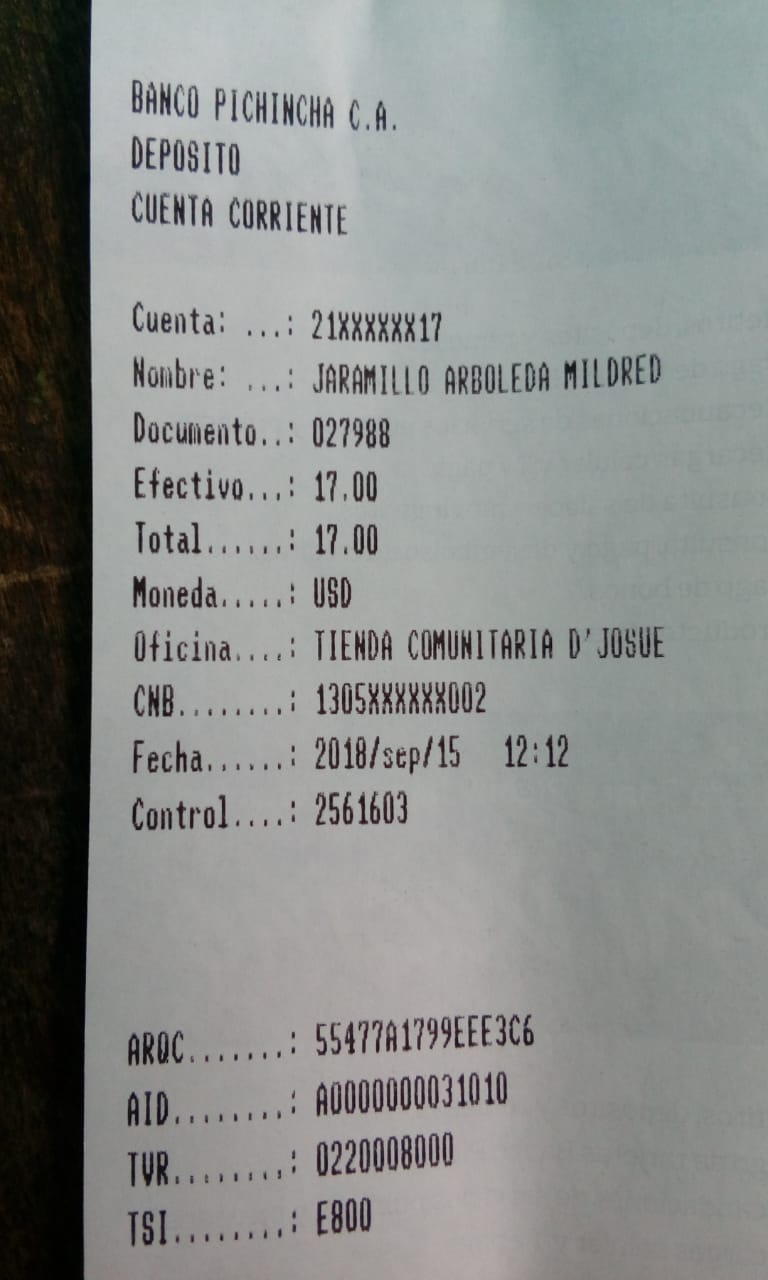 BANCO PICHINCHA C.A.
DEPOSITO
CUENTA CORRIENTE
Cuenta: ...: 21XXXXXX17
Nombre: ...: JARAMILLO ARBOLEDA MILDRED
Documento..: 027988
Efectivo...: 17.00
Total......: 17.00
Moneda.....: USD
Oficina....: TIENDA COMUNITARIA D'JOSUE
CNB........: 1305XXXXXX002
Fecha......: 2018/sep/15 12:12
Control....: 2561603
ARQC.......: 55477A1799EEE3C6
AID........: A0000000031010
TVR........: 0220008000
TSI........: E800